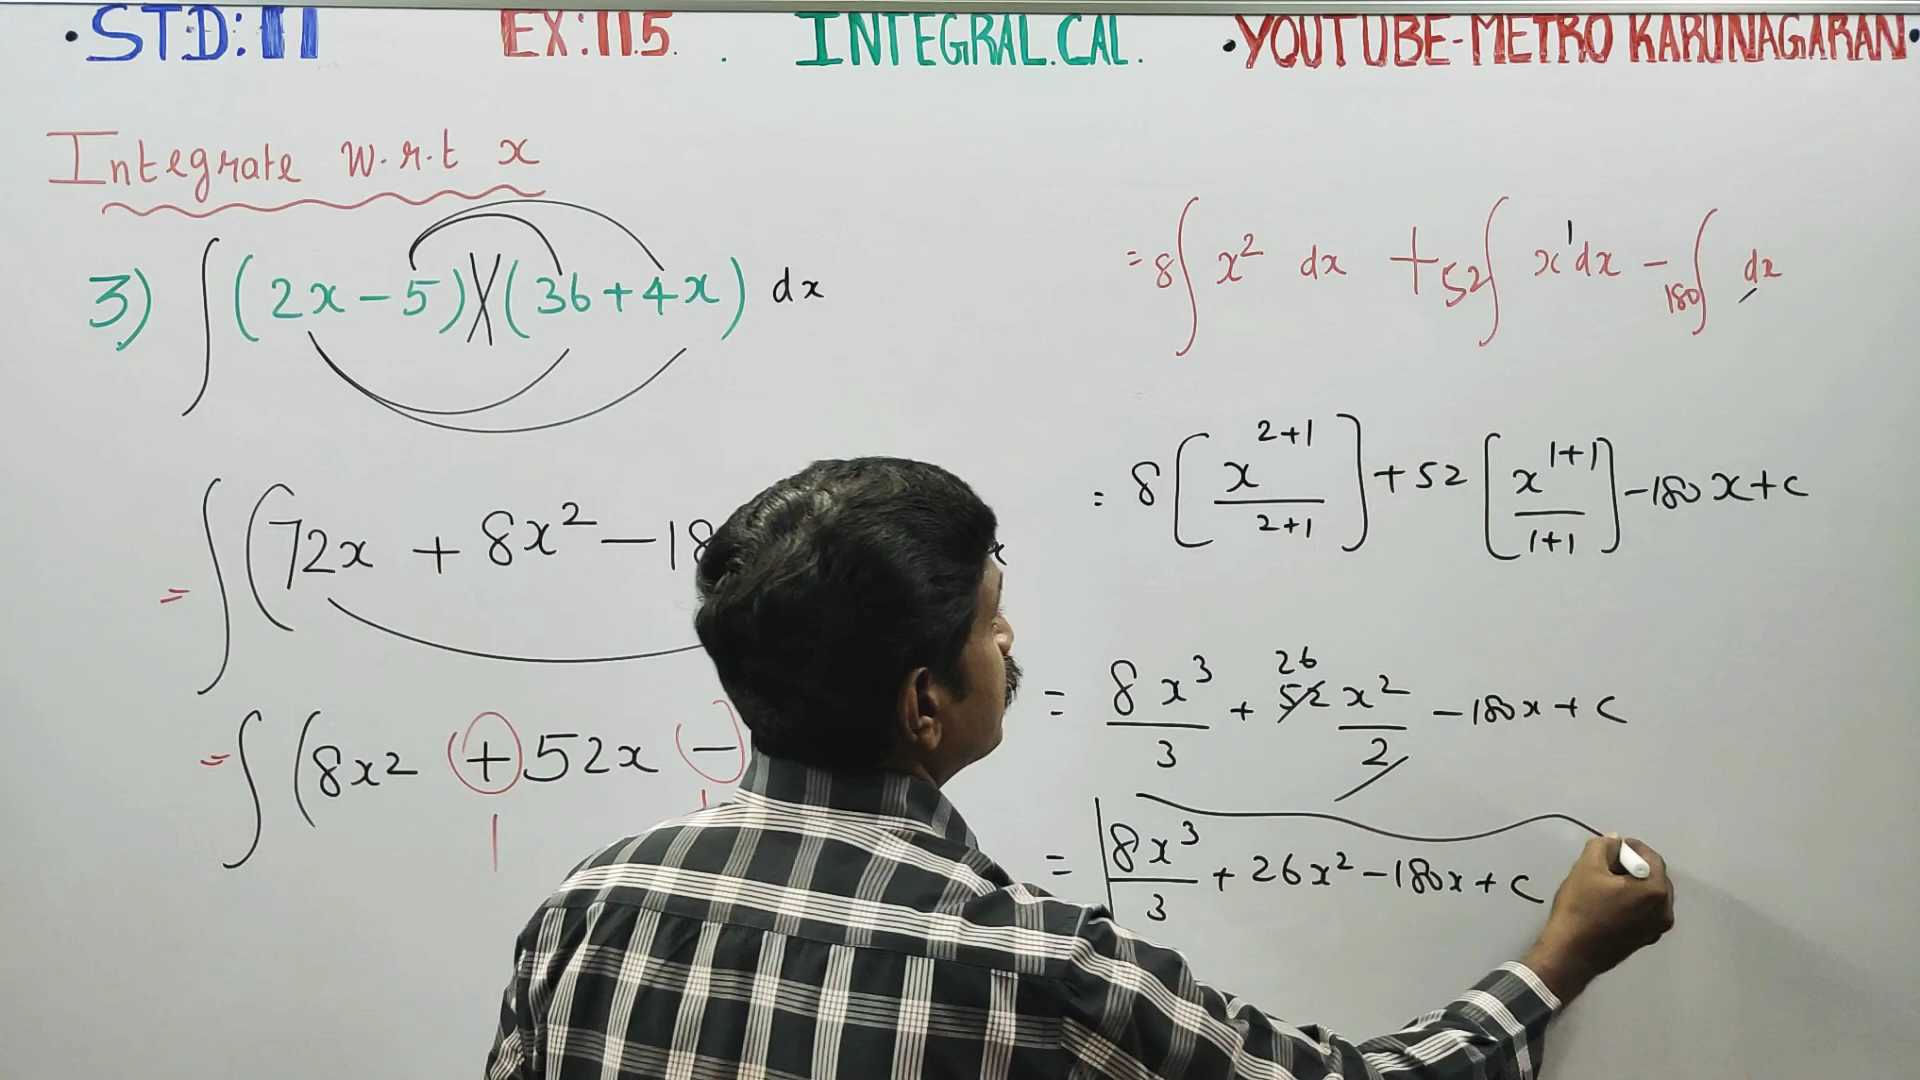 •STD:11 EX:11.5. . INTEGRAL.CAL. •YOUTUBE-METRO KARUNAGARAN•
Integrate w.r.t x
3) ∫(2x-5)X(36+4x) dx
= ∫(72x + 8x² -18
= ∫(8x² + 52x -
= 8∫x² dx + 52∫x¹dx - 180∫dx
= 8[x^(2+1)/(2+1)] + 52[x^(1+1)/(1+1)] -180x+c
= 8x³/3 + 26 52 x²/2 - 180x + c
= 8x³/3 + 26x² - 180x + c